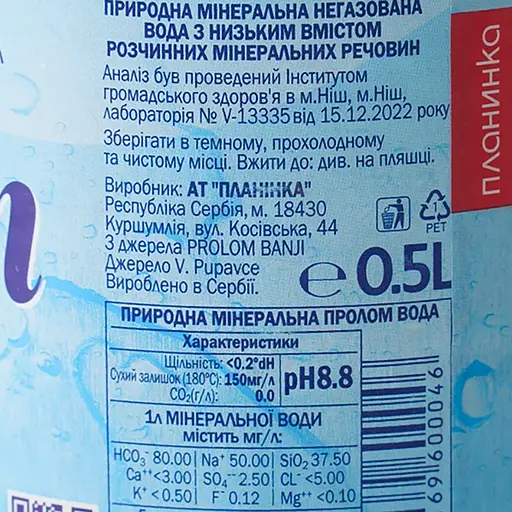 ПРИРОДНА МІНЕРАЛЬНА НЕГАЗОВАНА
ВОДА З НИЗЬКИМ ВМІСТОМ
РОЗЧИННИХ МІНЕРАЛЬНИХ РЕЧОВИН
Аналіз був проведений Інститутом
громадського здоров'я в м.Ніш, м.Ніш,
лабораторія № V-13335 від 15.12.2022 року
Зберігати в темному, прохолодному
та чистому місці. Вжити до: див. на пляшці.
Виробник: АТ "ПЛАНІНКА"
Республіка Сербія, м. 18430
Куршумлія, вул. Косівська, 44
З джерела PROLOM BANJI
Джерело V. Pupavce
Вироблено в Сербії.
PET
℮0.5L
планинка
ПРИРОДНА МІНЕРАЛЬНА ПРОЛОМ ВОДА
Характеристики
Щільність: <0.2°dH
Сухий залишок (180°C): 150мг/л
CO₂(г/л): 0.0
pH8.8
1л МІНЕРАЛЬНОЇ ВОДИ
містить мг/л:
HCO₃⁻ 80.00 Na⁺ 50.00 SiO₂ 37.50
Ca⁺⁺<3.00 SO₄⁻⁻ 2.50 CL⁻<5.00
K⁺ < 0.50 F⁻ 0.12 Mg⁺⁺ <0.10
69 600046